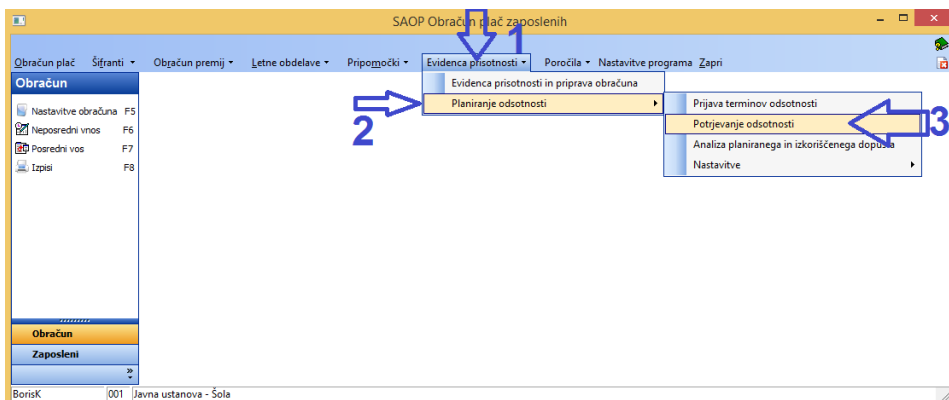 SAOP Obračun plač zaposlenih
1
Obračun plač Šifranti Obračun premij Letne obdelave Pripomočki Evidenca prisotnosti Poročila Nastavitve programa Zapri
Obračun
Nastavitve obračuna F5
Neposredni vnos F6
Posredni vos F7
Izpisi F8
Evidenca prisotnosti in priprava obračuna
Planiranje odsotnosti
2
Prijava terminov odsotnosti
Potrjevanje odsotnosti
3
Analiza planiranega in izkoriščenega dopusta
Nastavitve
Obračun
Zaposleni
BorisK 001 Javna ustanova - Šola